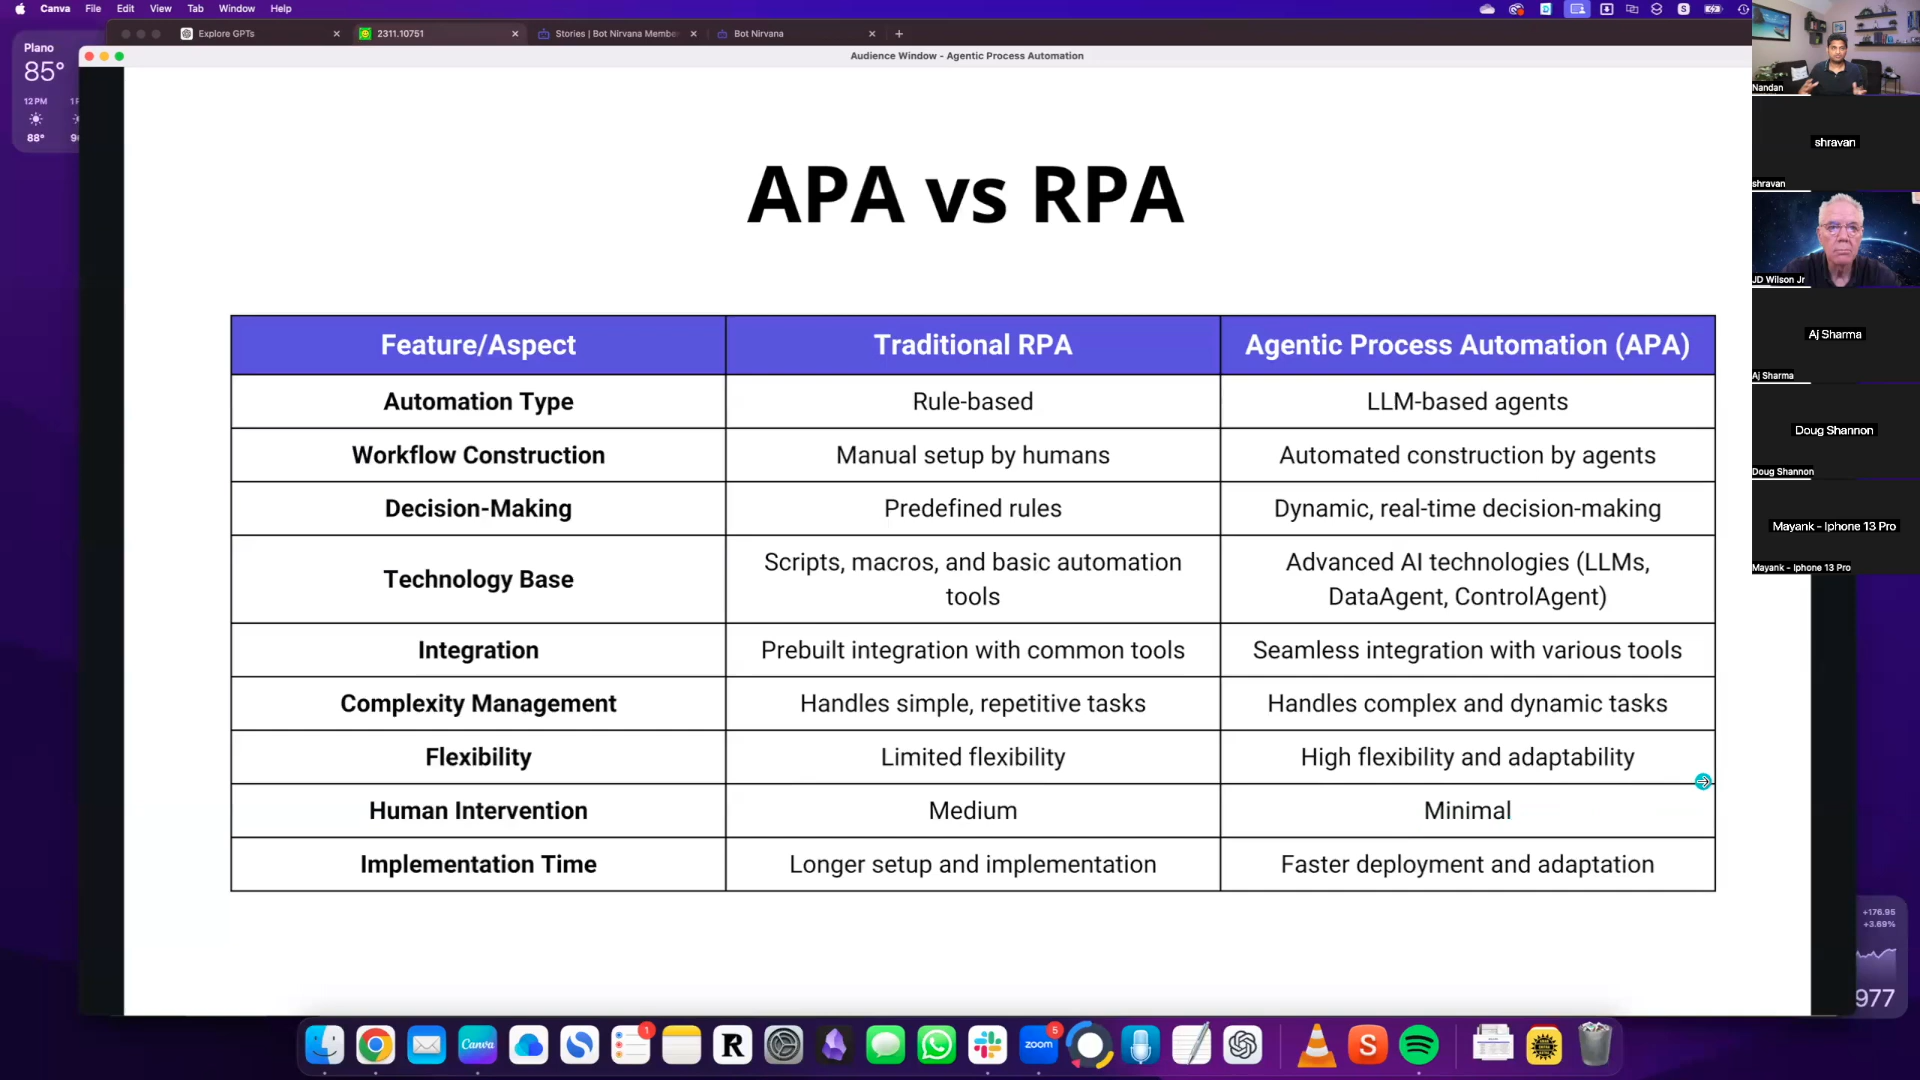 Canva File Edit View Tab Window Help
Explore GPTs
2311.10751
Stories | Bot Nirvana Membe
Bot Nirvana
Audience Window - Agentic Process Automation
Plano
85°
12PM
88°
APA vs RPA
Feature/Aspect Traditional RPA Agentic Process Automation (APA)
Automation Type Rule-based LLM-based agents
Workflow Construction Manual setup by humans Automated construction by agents
Decision-Making Predefined rules Dynamic, real-time decision-making
Technology Base Scripts, macros, and basic automation tools Advanced AI technologies (LLMs, DataAgent, ControlAgent)
Integration Prebuilt integration with common tools Seamless integration with various tools
Complexity Management Handles simple, repetitive tasks Handles complex and dynamic tasks
Flexibility Limited flexibility High flexibility and adaptability
Human Intervention Medium Minimal
Implementation Time Longer setup and implementation Faster deployment and adaptation
Nandan
shravan
shravan
JD Wilson Jr
Aj Sharma
Aj Sharma
Doug Shannon
Doug Shannon
Mayank - Iphone 13 Pro
Mayank - Iphone 13 Pro
+176.95
+3.69%
977
Canva
1
R
zoom
5
S